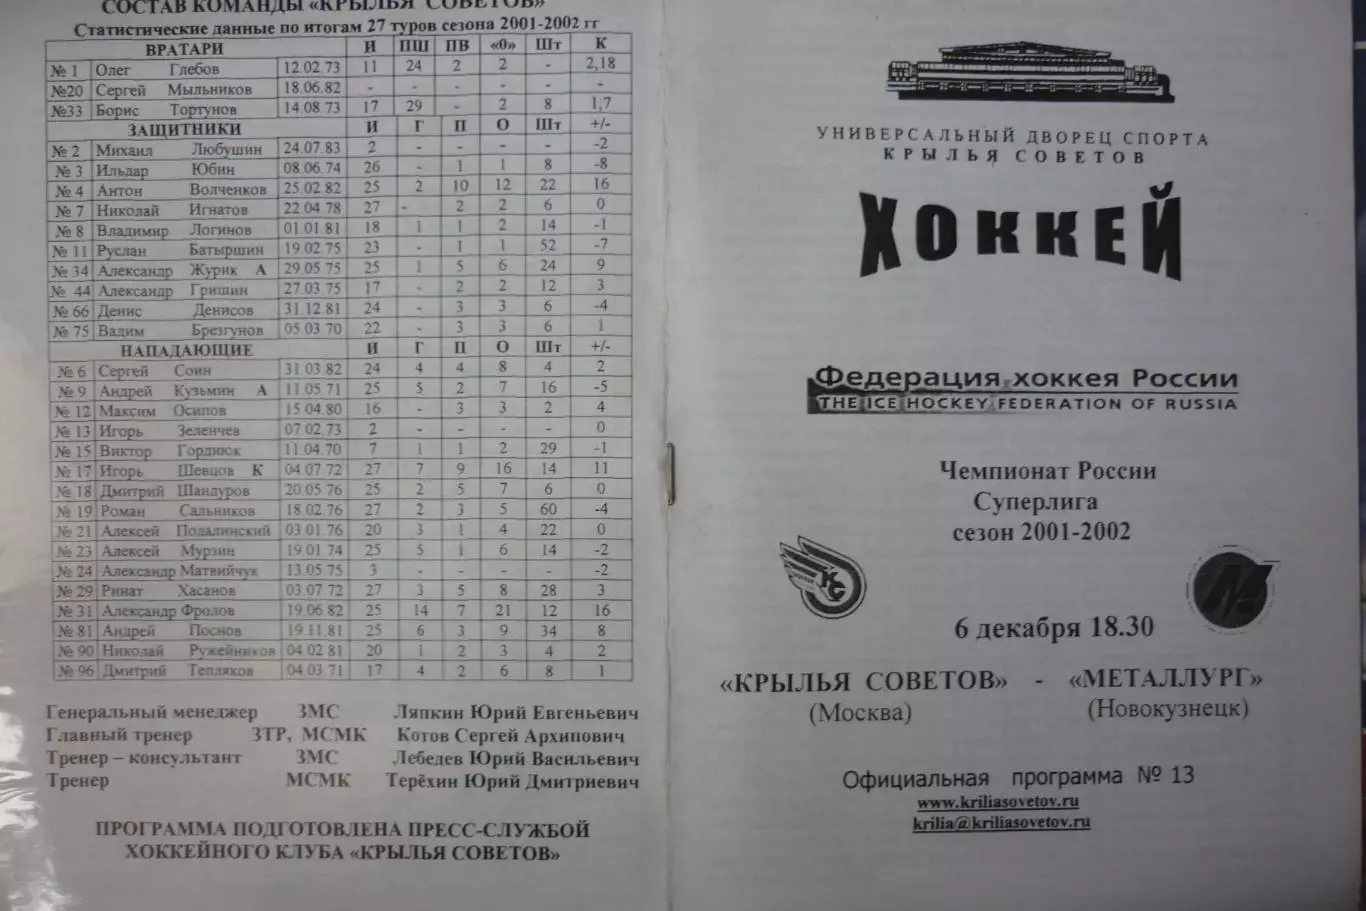 СОСТАВ КОМАНДЫ «КРЫЛЬЯ СОВЕТОВ»
Статистические данные по итогам 27 туров сезона 2001-2002 гг
ВРАТАРИ И ПШ ПВ «0» Шт К
№ 1 Олег Глебов 12.02.73 11 24 2 2 - 2,18
№20 Сергей Мыльников 18.06.82 - - - - - -
№33 Борис Тортунов 14.08.73 17 29 - 2 8 1,7
ЗАЩИТНИКИ И Г П О Шт +/-
№ 2 Михаил Любушин 24.07.83 2 - - - - -2
№ 3 Ильдар Юбин 08.06.74 26 - 1 1 8 -8
№ 4 Антон Волченков 25.02.82 25 2 10 12 22 16
№ 7 Николай Игнатов 22.04.78 27 - 2 2 6 0
№ 8 Владимир Логинов 01.01.81 18 1 1 2 14 -1
№ 11 Руслан Батыршин 19.02.75 23 - 1 1 52 -7
№ 34 Александр Журик А 29.05.75 25 1 5 6 24 9
№ 44 Александр Гришин 27.03.75 17 - 2 2 12 3
№ 66 Денис Денисов 31.12.81 24 - 3 3 6 -4
№ 75 Вадим Брезгунов 05.03.70 22 - 3 3 6 1
НАПАДАЮЩИЕ И Г П О Шт +/-
№ 6 Сергей Соин 31.03.82 24 4 4 8 4 2
№ 9 Андрей Кузьмин А 11.05.71 25 5 2 7 16 -5
№ 12 Максим Осипов 15.04.80 16 - 3 3 2 4
№ 13 Игорь Зеленчев 07.02.73 2 - - - - 0
№ 15 Виктор Гордиюк 11.04.70 7 1 1 2 29 -1
№ 17 Игорь Шевцов К 04.07.72 27 7 9 16 14 11
№ 18 Дмитрий Шандуров 20.05.76 25 2 5 7 6 0
№ 19 Роман Сальников 18.02.76 27 2 3 5 60 -4
№ 21 Алексей Подалинский 03.01.76 20 3 1 4 22 0
№ 23 Алексей Мурзин 19.01.74 25 5 1 6 14 -2
№ 24 Александр Матвийчук 13.05.75 3 - - - - -2
№ 29 Ринат Хасанов 03.07.72 27 3 5 8 28 3
№ 31 Александр Фролов 19.06.82 25 14 7 21 12 16
№ 81 Андрей Поснов 19.11.81 25 6 3 9 34 8
№ 90 Николай Ружейников 04.02.81 20 1 2 3 4 2
№ 96 Дмитрий Тепляков 04.03.71 17 4 2 6 8 1
Генеральный менеджер ЗМС Ляпкин Юрий Евгеньевич
Главный тренер ЗТР, МСМК Котов Сергей Архипович
Тренер – консультант ЗМС Лебедев Юрий Васильевич
Тренер МСМК Терёхин Юрий Дмитриевич
ПРОГРАММА ПОДГОТОВЛЕНА ПРЕСС-СЛУЖБОЙ
ХОККЕЙНОГО КЛУБА «КРЫЛЬЯ СОВЕТОВ»
УНИВЕРСАЛЬНЫЙ ДВОРЕЦ СПОРТА
КРЫЛЬЯ СОВЕТОВ
ХОККЕЙ
Федерация хоккея России
THE ICE HOCKEY FEDERATION OF RUSSIA
Чемпионат России
Суперлига
сезон 2001-2002
КС
М
6 декабря 18.30
«КРЫЛЬЯ СОВЕТОВ» - «МЕТАЛЛУРГ»
(Москва) (Новокузнецк)
Официальная программа № 13
www.kriliasovetov.ru
krilia@kriliasovetov.ru